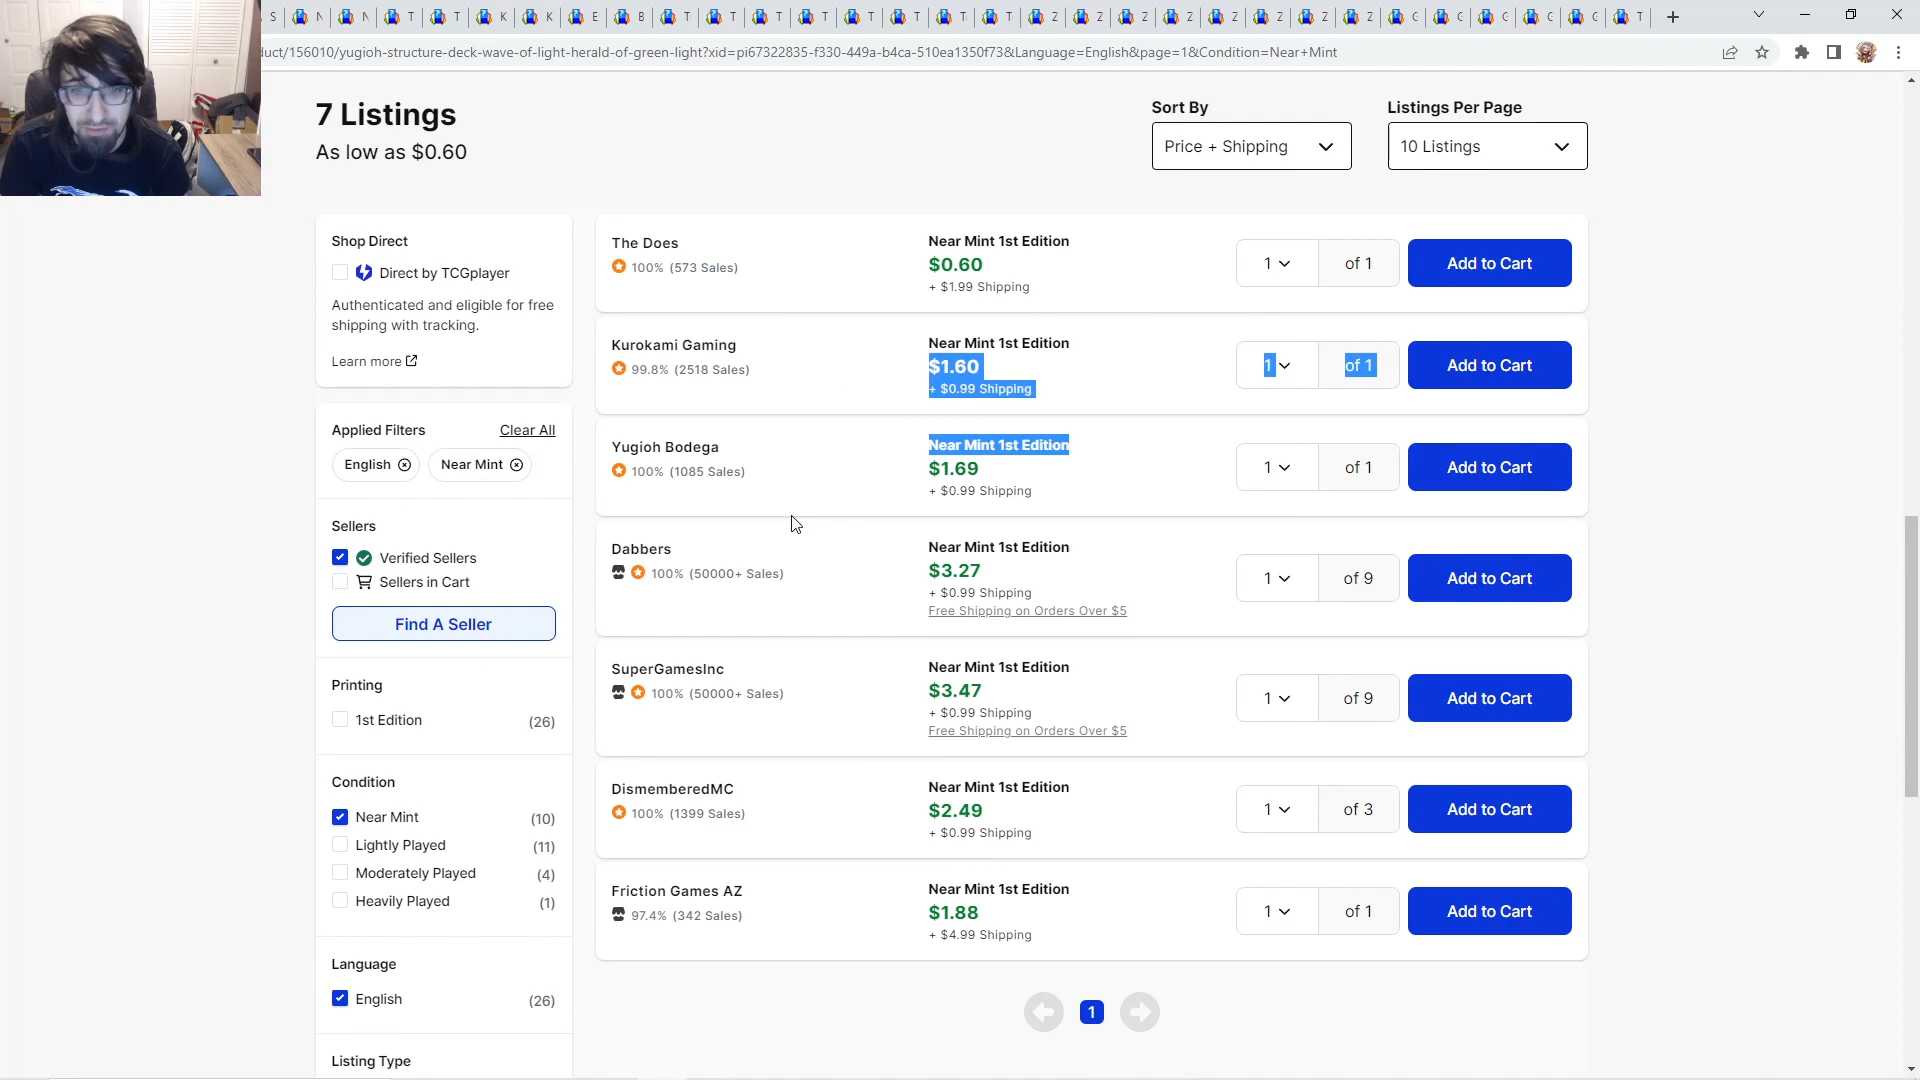 S N N T T K K E B T T T T T T T T Z Z Z Z Z Z Z Z C C C C C T
duct/156010/yugioh-structure-deck-wave-of-light-herald-of-green-light?xid=pi67322835-f330-449a-b4ca-510ea1350f73&Language=English&page=1&Condition=Near+Mint
7 Listings
As low as $0.60
Sort By
Price + Shipping
Listings Per Page
10 Listings
Shop Direct
Direct by TCGplayer
Authenticated and eligible for free
shipping with tracking.
Learn more
Applied Filters Clear All
English Near Mint
Sellers
Verified Sellers
Sellers in Cart
Find A Seller
Printing
1st Edition (26)
Condition
Near Mint (10)
Lightly Played (11)
Moderately Played (4)
Heavily Played (1)
Language
English (26)
Listing Type
The Does
100% (573 Sales)
Near Mint 1st Edition
$0.60
+ $1.99 Shipping
1 of 1 Add to Cart
Kurokami Gaming
99.8% (2518 Sales)
Near Mint 1st Edition
$1.60
+ $0.99 Shipping
1 of 1 Add to Cart
Yugioh Bodega
100% (1085 Sales)
Near Mint 1st Edition
$1.69
+ $0.99 Shipping
1 of 1 Add to Cart
Dabbers
100% (50000+ Sales)
Near Mint 1st Edition
$3.27
+ $0.99 Shipping
Free Shipping on Orders Over $5
1 of 9 Add to Cart
SuperGamesInc
100% (50000+ Sales)
Near Mint 1st Edition
$3.47
+ $0.99 Shipping
Free Shipping on Orders Over $5
1 of 9 Add to Cart
DismemberedMC
100% (1399 Sales)
Near Mint 1st Edition
$2.49
+ $0.99 Shipping
1 of 3 Add to Cart
Friction Games AZ
97.4% (342 Sales)
Near Mint 1st Edition
$1.88
+ $4.99 Shipping
1 of 1 Add to Cart
1